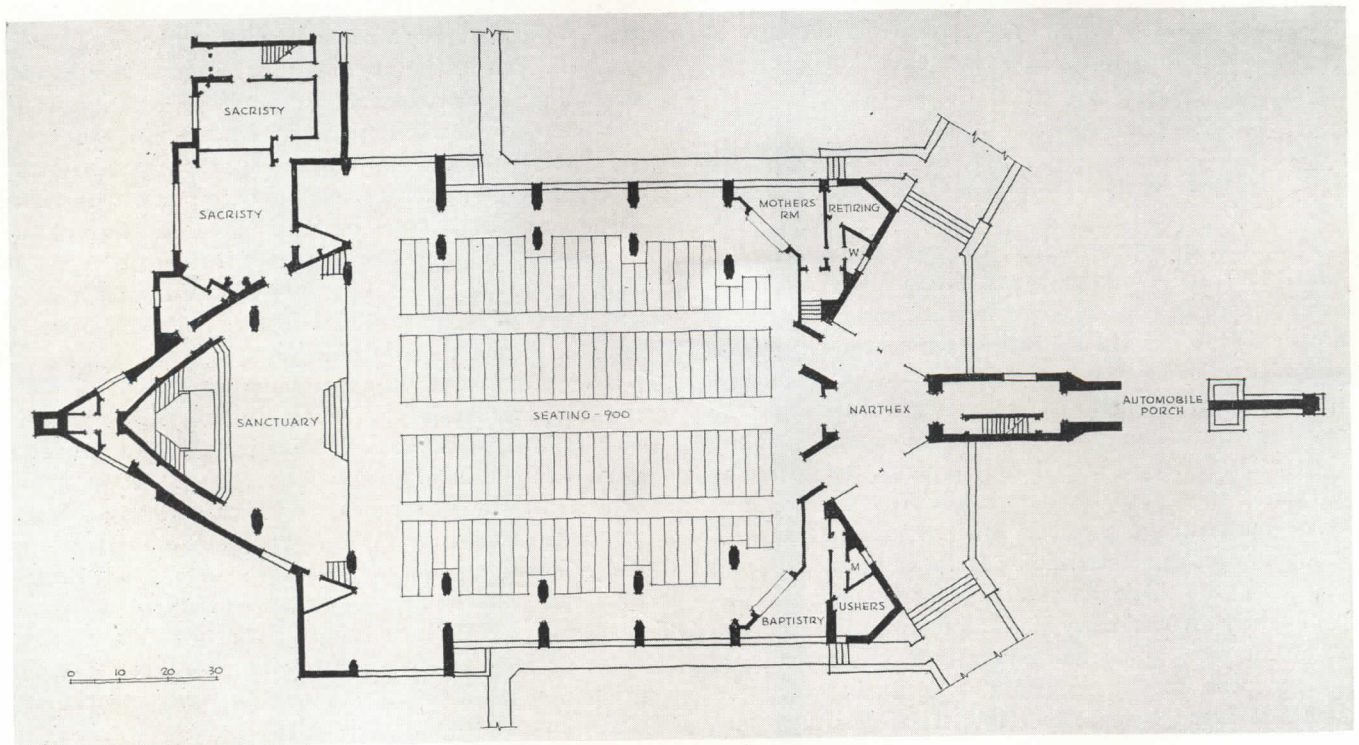 SACRISTY
SACRISTY
MOTHERS
RM
RETIRING
W
SANCTUARY
SEATING - 900
NARTHEX
AUTOMOBILE
PORCH
M
USHERS
BAPTISTRY
0 10 20 30